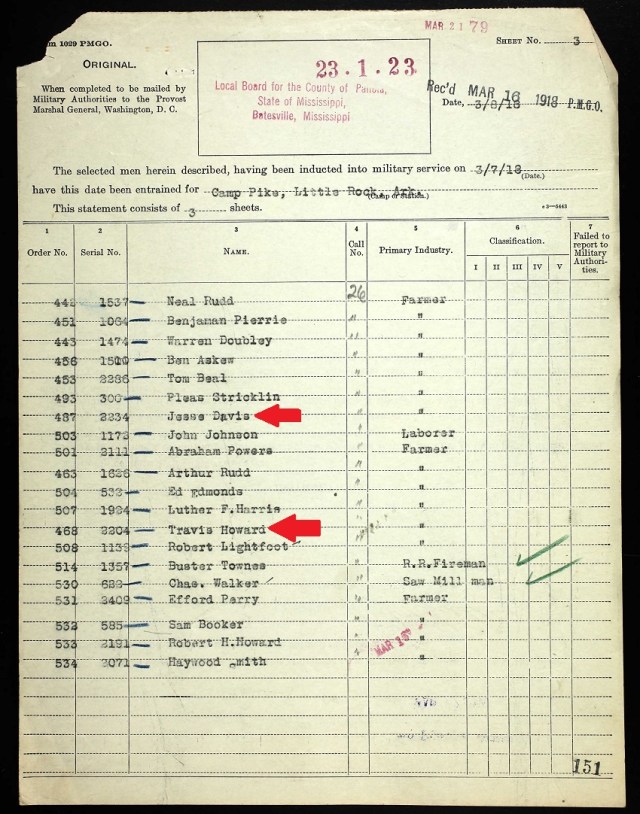 MAR 21 79
Form 1029 PMGO.
SHEET No. 3
ORIGINAL.
23·1·23
When completed to be mailed by
Military Authorities to the Provost
Marshal General, Washington, D. C.
Local Board for the County of Panola,
State of Mississippi,
Batesville, Mississippi
Rec'd MAR 16 1918 P.M.G.O.
Date, 3/8/18
The selected men herein described, having been inducted into military service on 3/7/18
(Date.)
have this date been entrained for Camp Pike, Little Rock, Ark.
(Camp or Station.)
This statement consists of 3 sheets.
1 2 3 4 5 6 7
Order No. Serial No. NAME. Call No. Primary Industry. Classification. Failed to report to Military Authorities.
I II III IV V
442 1537 Neal Rudd 26 Farmer
451 1064 Benjaman Pierrie " "
443 1474 Warren Doubley " "
456 Ben Askew " "
453 2286 Tom Beal " "
493 300 Pleas Stricklin " "
487 2234 Jesse Davis " "
503 1173 John Johnson " Laborer
501 2111 Abraham Powers " Farmer
463 1626 Arthur Rudd " "
504 532 Ed Edmonds " "
507 1924 Luther F.Harris " "
468 2204 Travis Howard " "
508 1133 Robert Lightfoot " "
514 1357 Buster Townes " R.R.Fireman
530 622 Chas. Walker " Saw Mill man
531 2409 Efford Perry " Farmer
532 585 Sam Booker " "
533 2191 Robert H.Howard " "
MAR 16
534 2071 Haywood mith " "
151